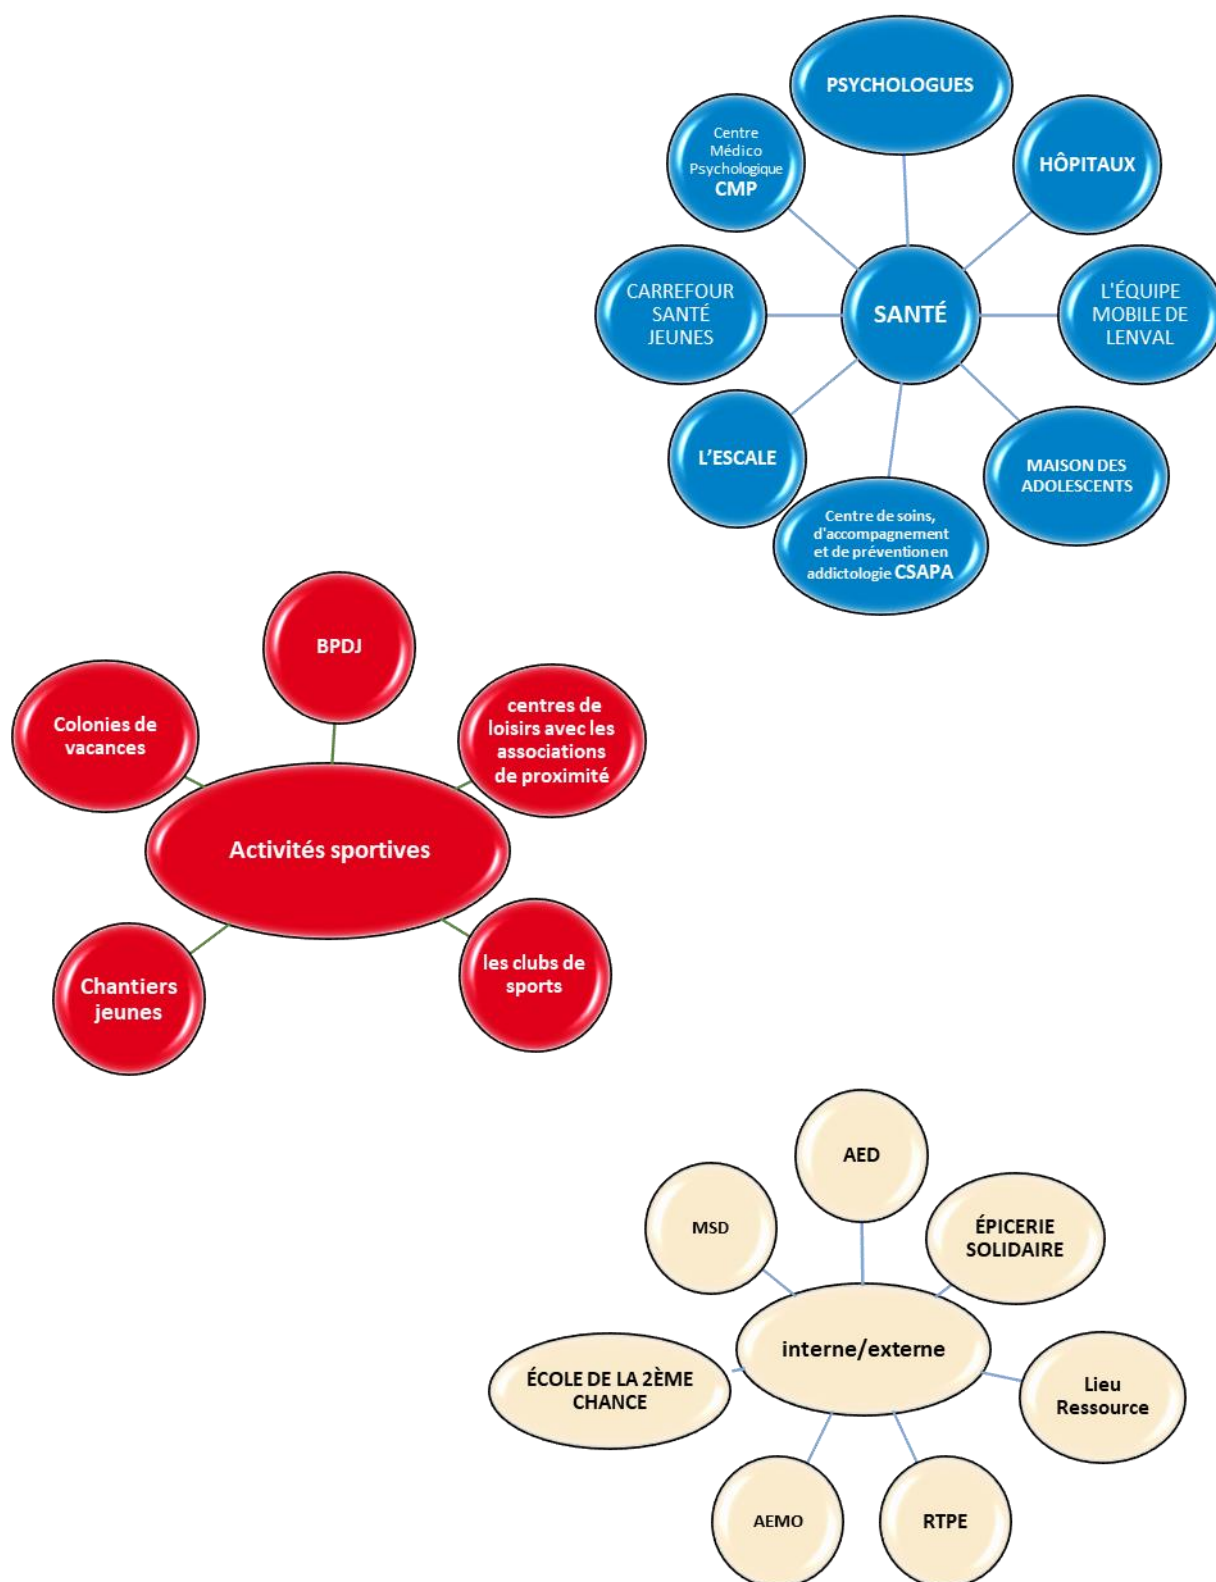 PSYCHOLOGUES
Centre
Médico
Psychologique
CMP
HÔPITAUX
CARREFOUR
SANTÉ
JEUNES
SANTÉ
L'ÉQUIPE
MOBILE DE
LENVAL
L'ESCALE
MAISON DES
ADOLESCENTS
Centre de soins,
d'accompagnement
et de prévention en
addictologie CSAPA
BPDJ
Colonies de
vacances
centres de
loisirs avec les
associations
de proximité
Activités sportives
Chantiers
jeunes
les clubs de
sports
AED
MSD
ÉPICERIE
SOLIDAIRE
interne/externe
ÉCOLE DE LA 2ÈME
CHANCE
Lieu
Ressource
AEMO
RTPE